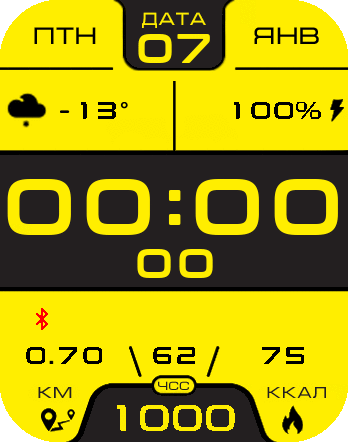 ПТН
ДАТА
07
ЯНВ
-13°
100%
00:00
00
0.70 \ 62 / 75
КМ
ЧСС
ККАЛ
1000